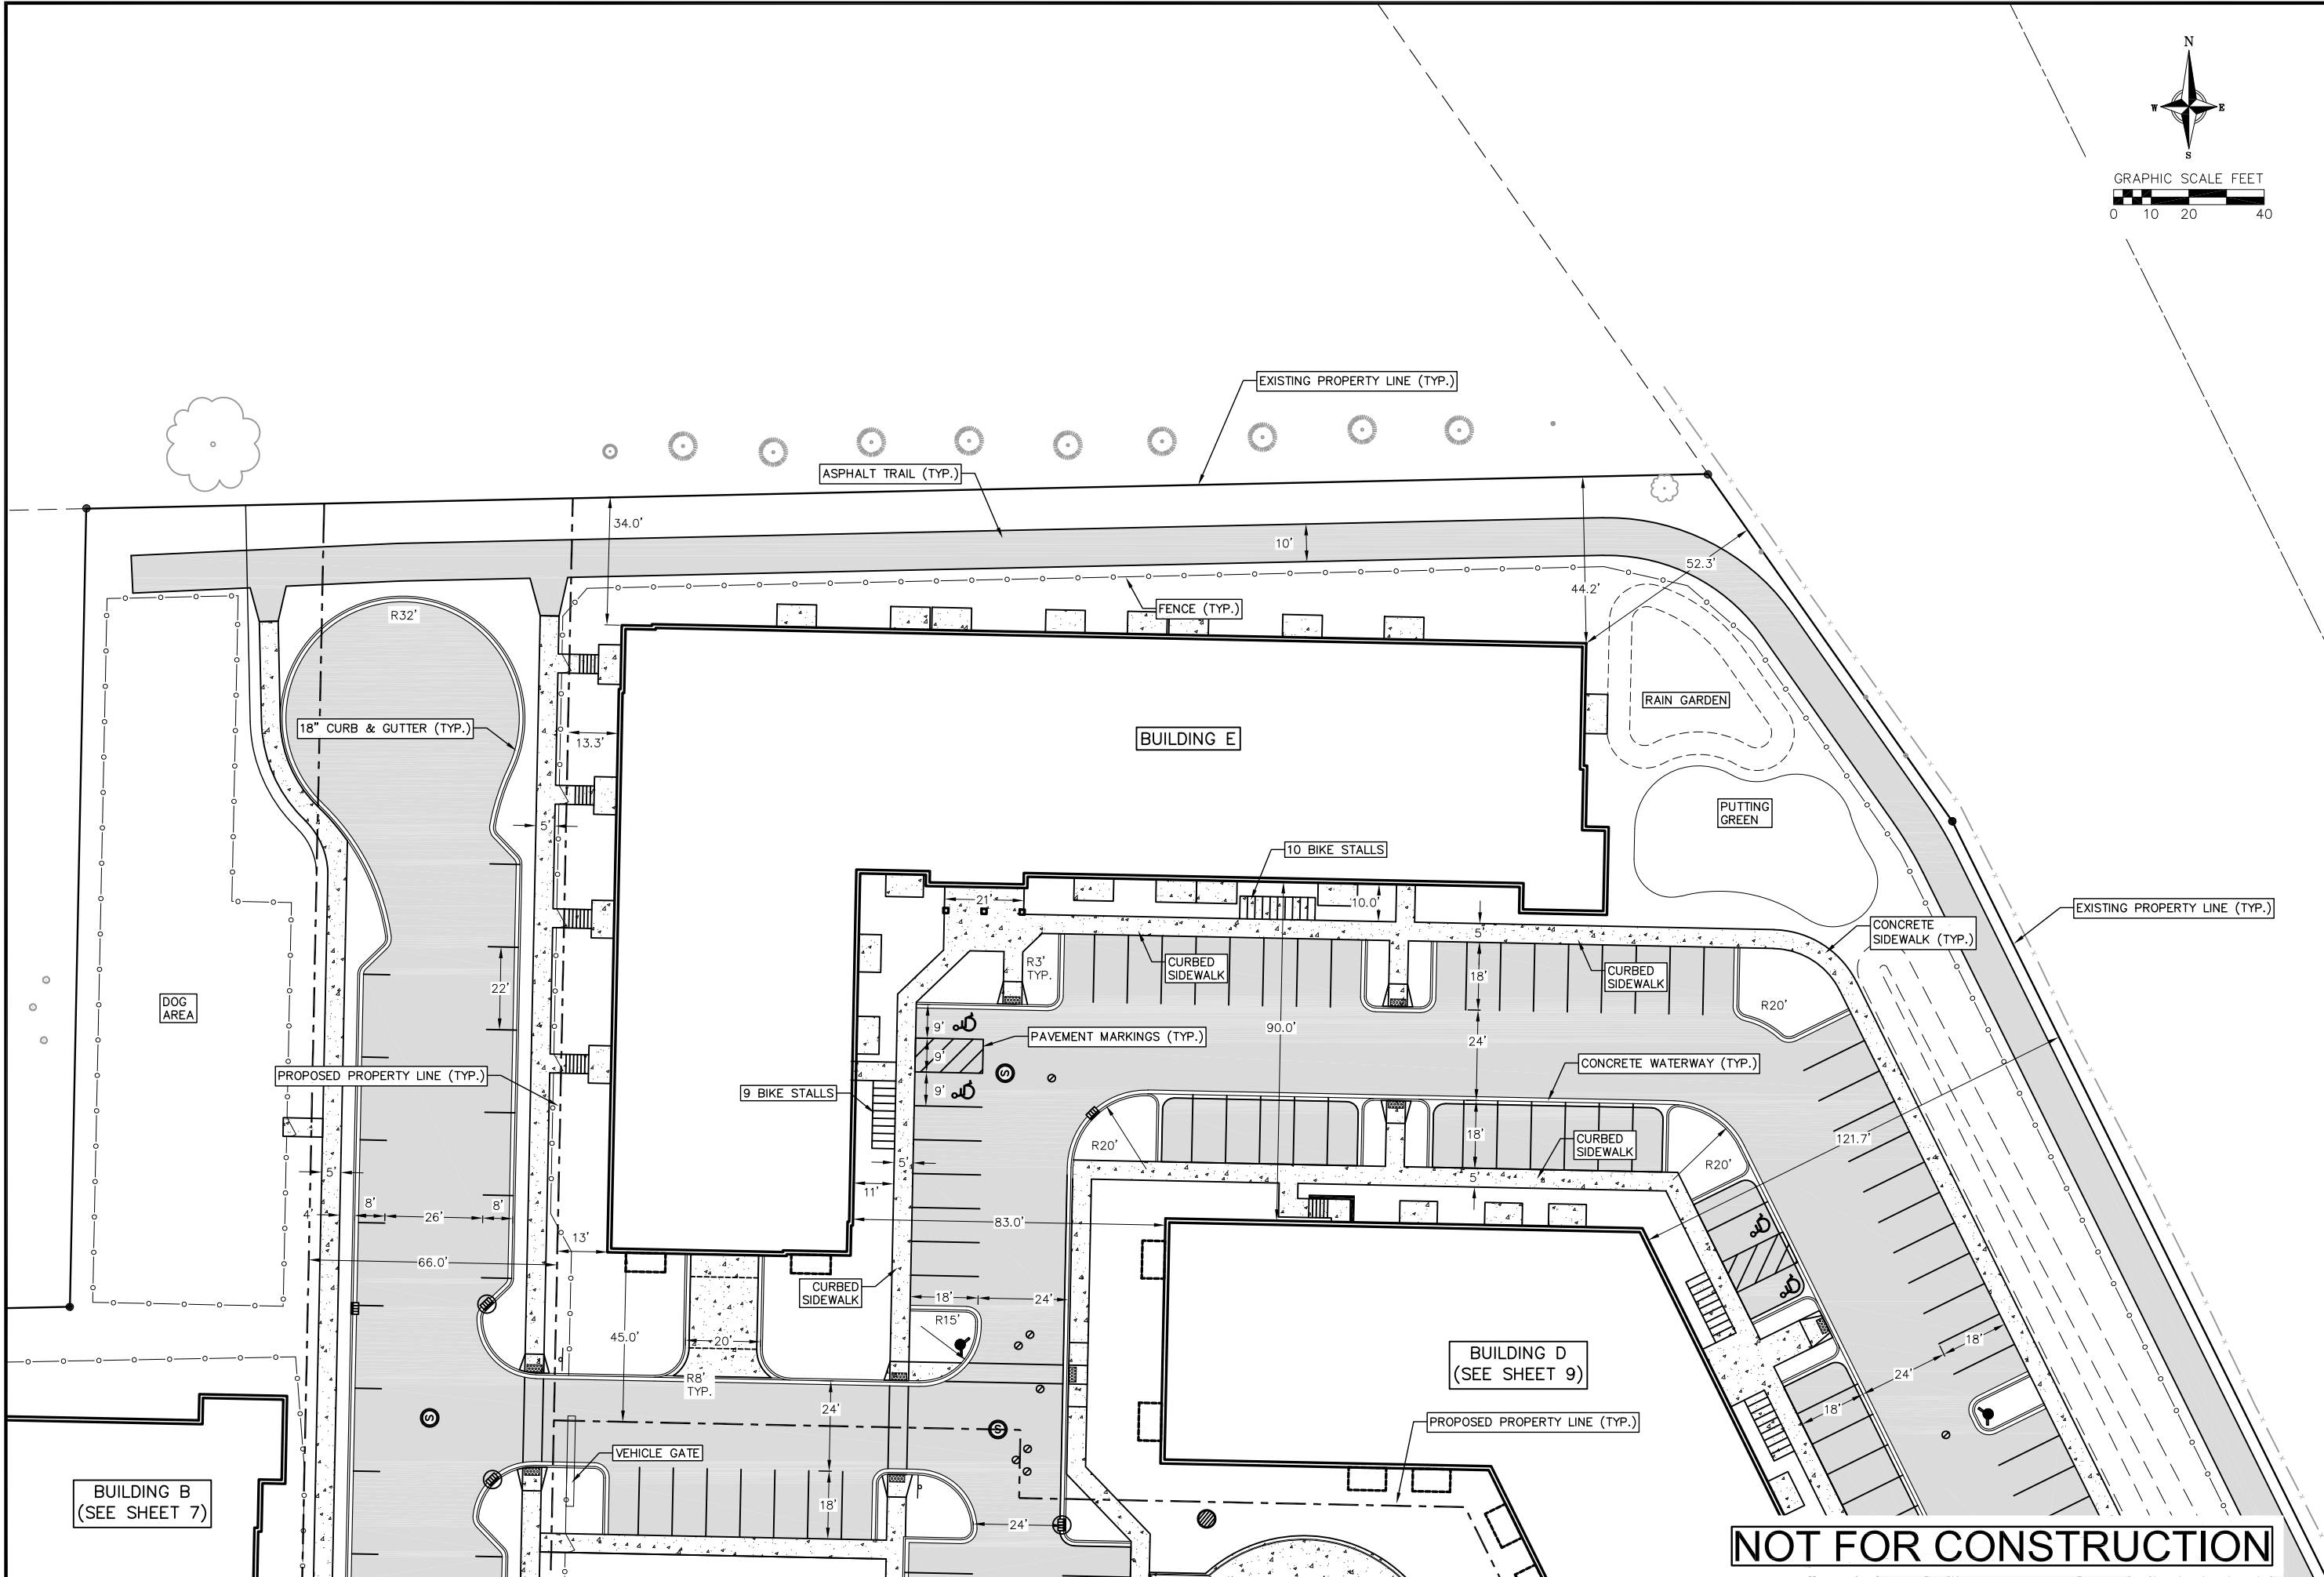 N
W E
S
GRAPHIC SCALE FEET
0 10 20 40
EXISTING PROPERTY LINE (TYP.)
ASPHALT TRAIL (TYP.)
34.0'
10'
52.3'
44.2'
FENCE (TYP.)
R32'
RAIN GARDEN
18" CURB & GUTTER (TYP.)
13.3'
BUILDING E
PUTTING
GREEN
5'
10 BIKE STALLS
21'
10.0'
EXISTING PROPERTY LINE (TYP.)
CONCRETE
SIDEWALK (TYP.)
5'
R3'
TYP.
CURBED
SIDEWALK
18'
CURBED
SIDEWALK
22'
DOG
AREA
R20'
9'
90.0'
PAVEMENT MARKINGS (TYP.)
24'
9'
CONCRETE WATERWAY (TYP.)
PROPOSED PROPERTY LINE (TYP.)
S
9 BIKE STALLS
9'
18'
CURBED
SIDEWALK
121.7'
R20'
R20'
5'
5'
5'
11'
8'
8'
4'
26'
83.0'
13'
66.0'
CURBED
SIDEWALK
18'
24'
R15'
45.0'
20'
18'
BUILDING D
(SEE SHEET 9)
24'
R8'
TYP.
24'
18'
S
S
PROPOSED PROPERTY LINE (TYP.)
VEHICLE GATE
BUILDING B
(SEE SHEET 7)
18'
24'
NOT FOR CONSTRUCTION